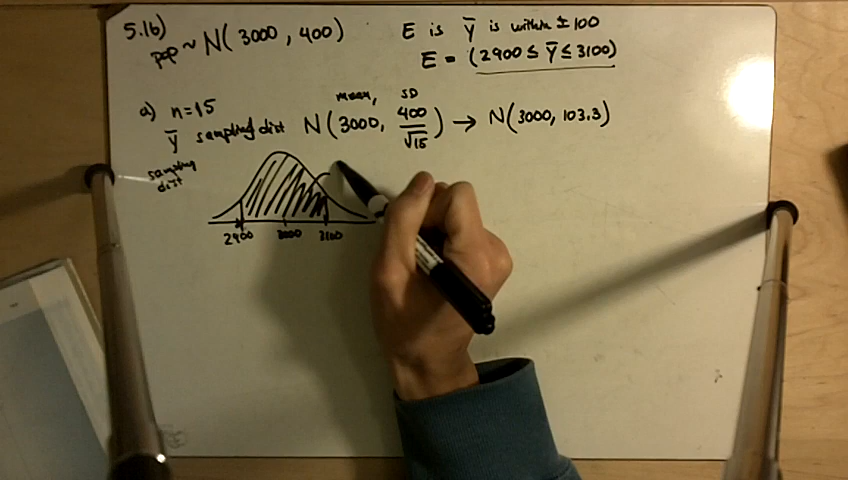 5.16)
pop ~ N( 3000 , 400 )
E is Y̅ is within ± 100
E = (2900 ≤ Y̅ ≤ 3100)
a) n=15
mean, SD
Y̅ sampling dist N( 3000, 400/√15 ) → N(3000, 103.3)
sampling
dist
2900 3000 3100